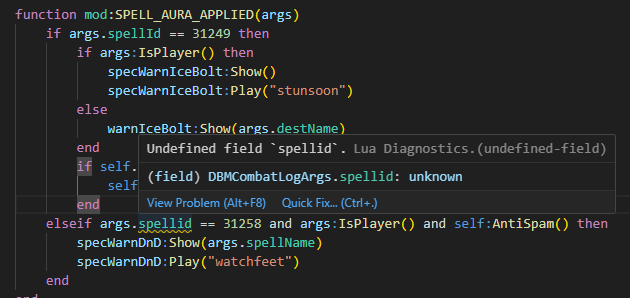 function mod:SPELL_AURA_APPLIED(args)
if args.spellId == 31249 then
if args:IsPlayer() then
specWarnIceBolt:Show()
specWarnIceBolt:Play("stunsoon")
else
warnIceBolt:Show(args.destName)
end
Undefined field `spellid`. Lua Diagnostics.(undefined-field)
if self.
(field) DBMCombatLogArgs.spellid: unknown
self
end
View Problem (Alt+F8) Quick Fix... (Ctrl+.)
elseif args.spellid == 31258 and args:IsPlayer() and self:AntiSpam() then
specWarnDnD:Show(args.spellName)
specWarnDnD:Play("watchfeet")
end